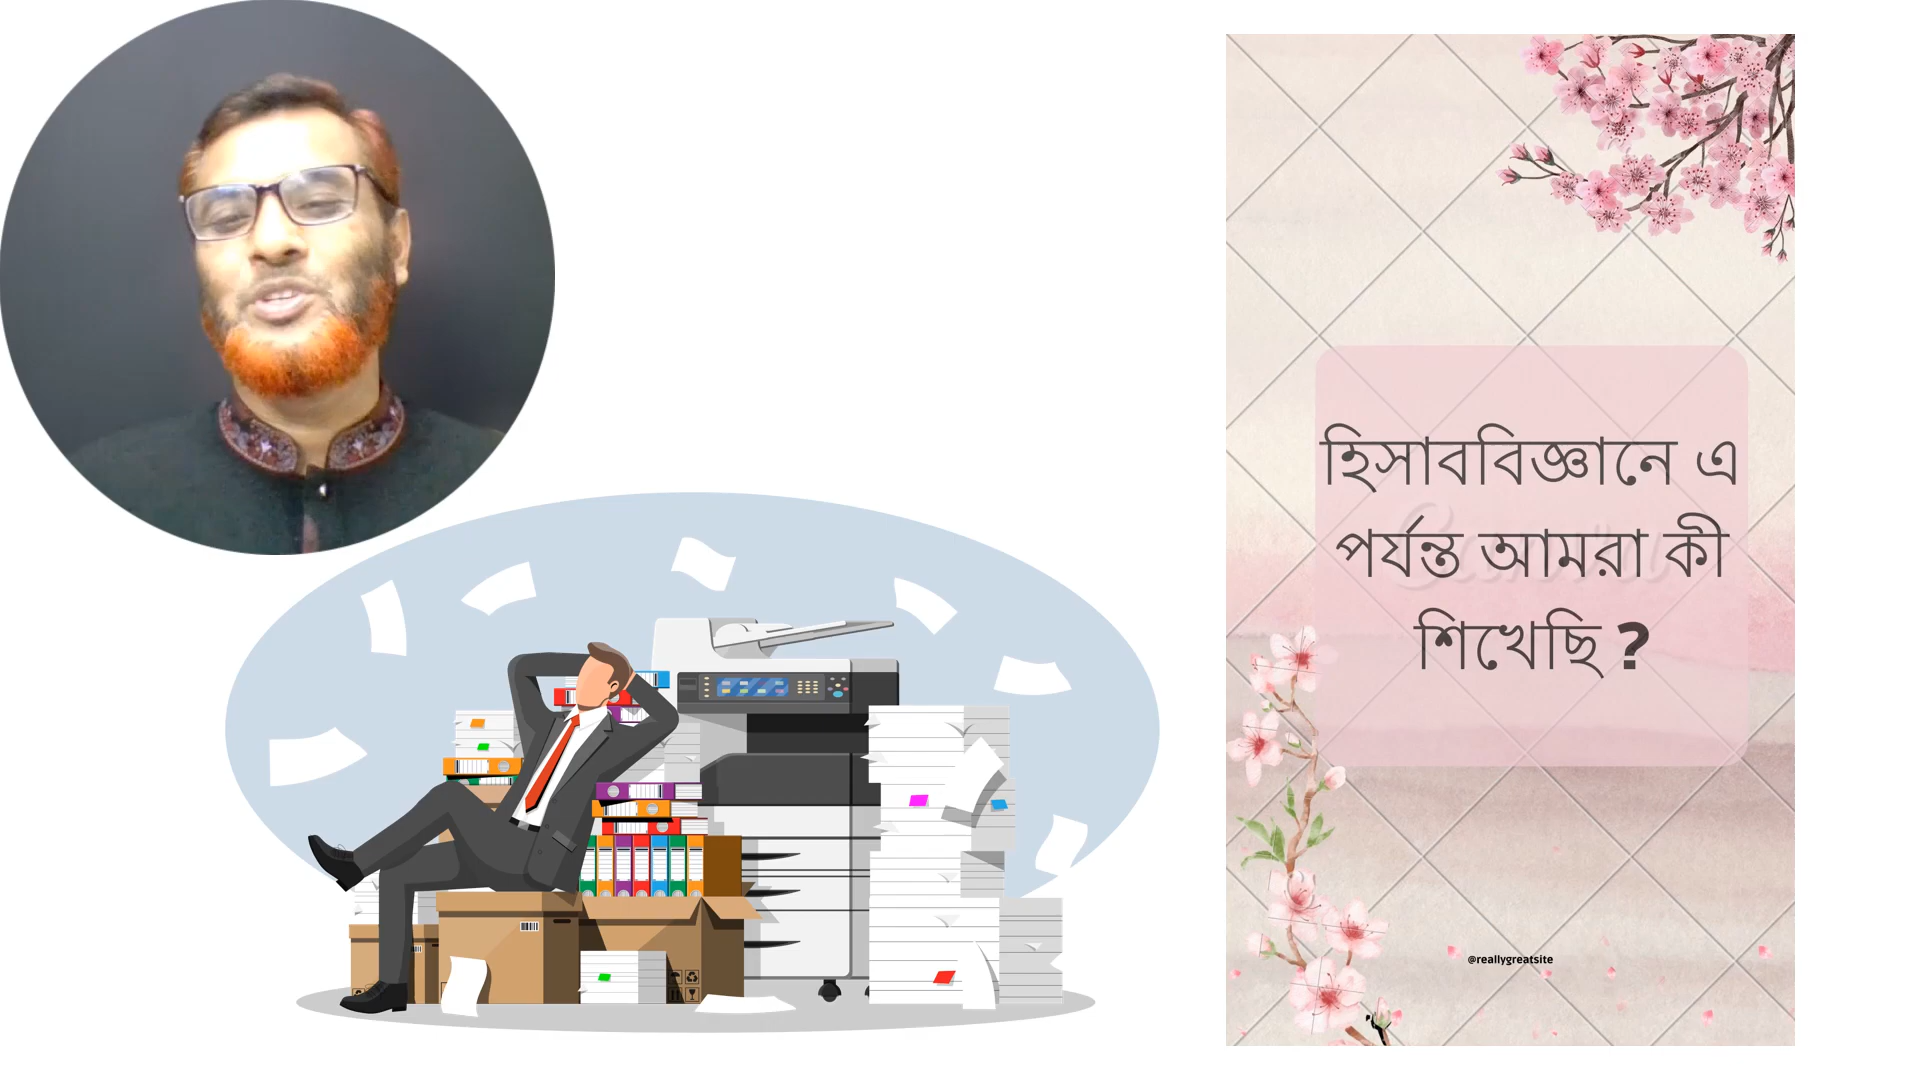 হিসাববিজ্ঞানে এ
পর্যন্ত আমরা কী
শিখেছি ?
@reallygreatsite